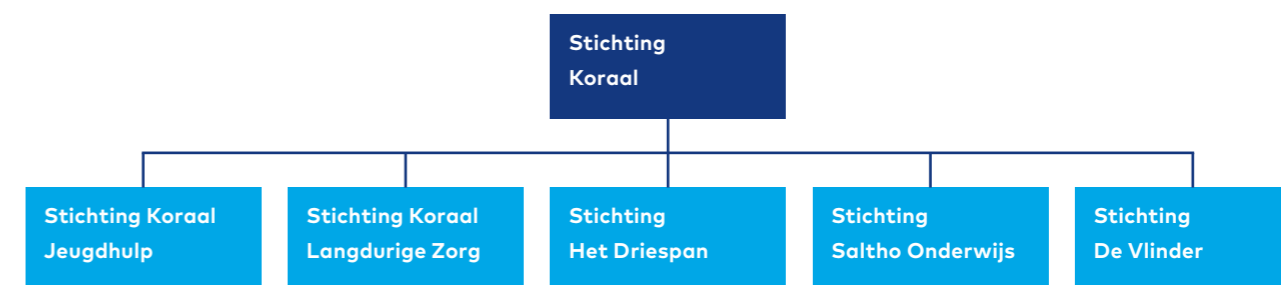 Stichting
Koraal
Stichting Koraal
Jeugdhulp
Stichting Koraal
Langdurige Zorg
Stichting
Het Driespan
Stichting
Saltho Onderwijs
Stichting
De Vlinder